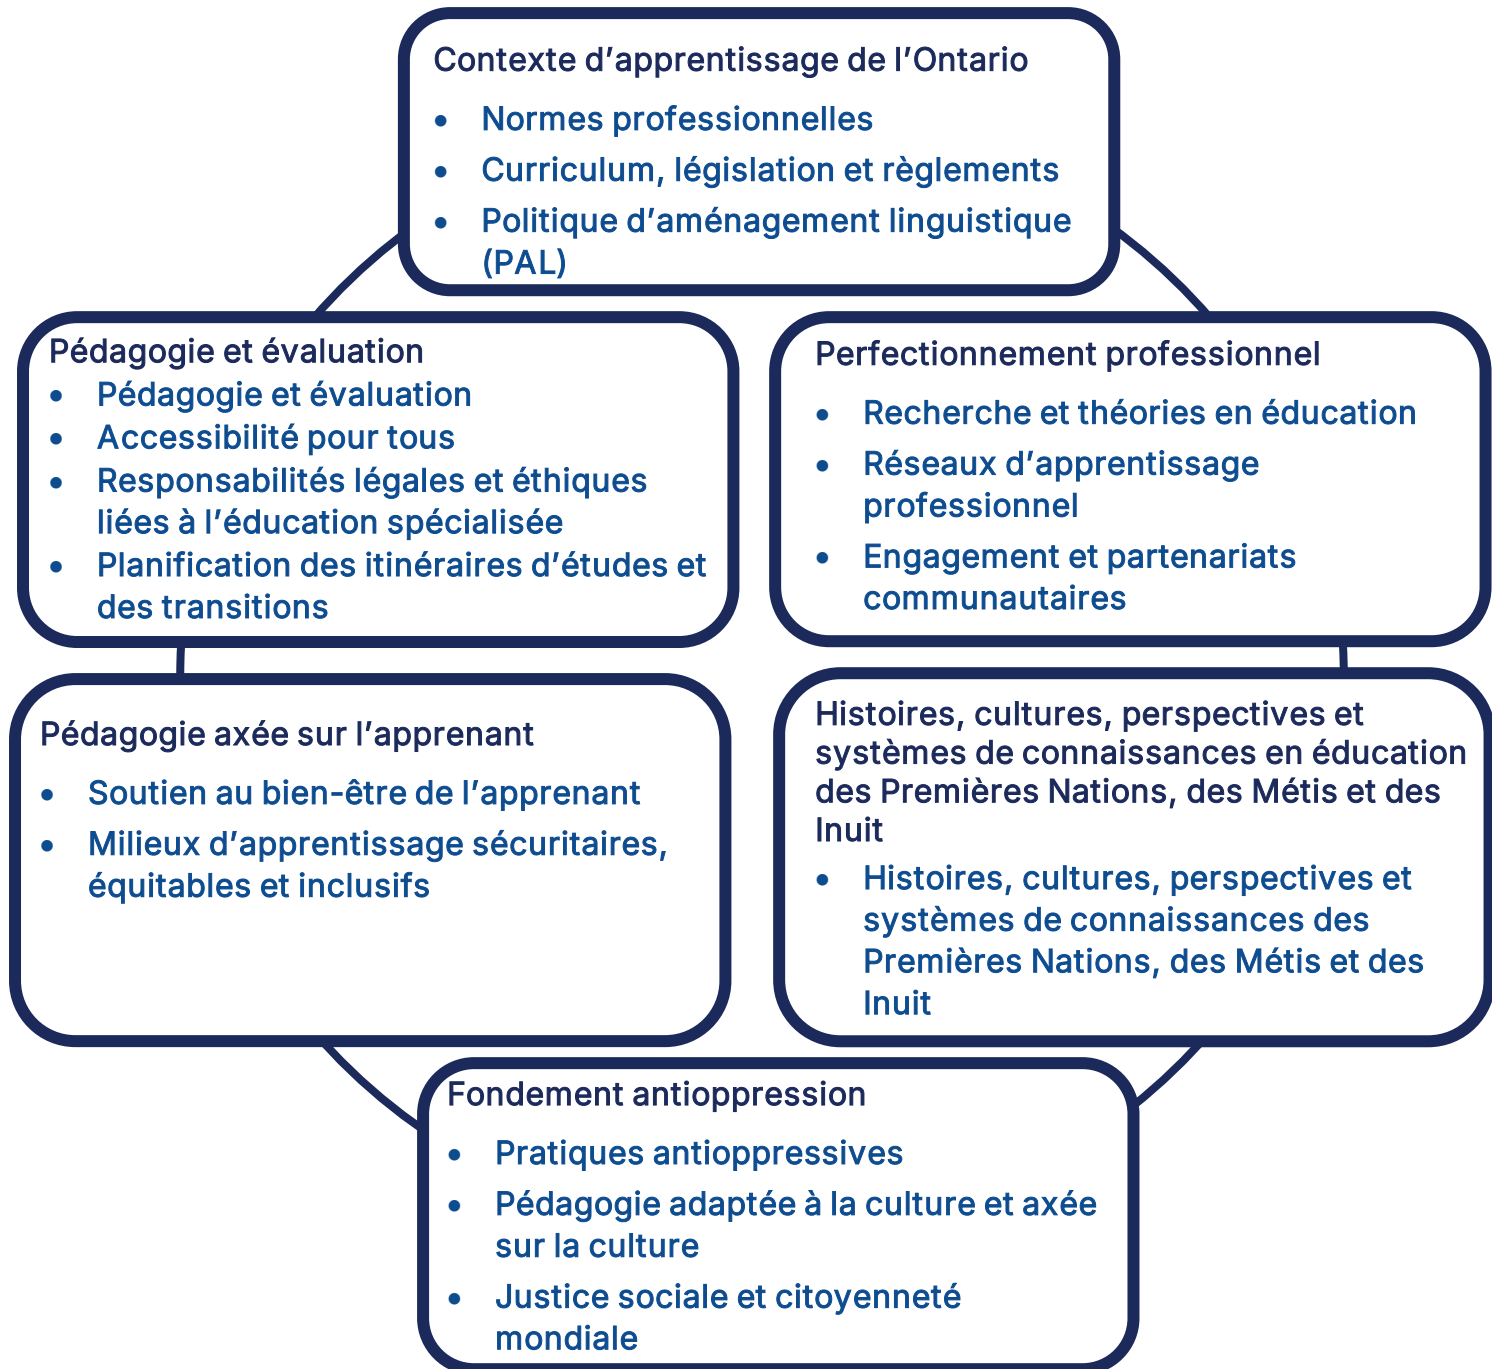 Contexte d’apprentissage de l’Ontario
• Normes professionnelles
• Curriculum, législation et règlements
• Politique d’aménagement linguistique
(PAL)
Pédagogie et évaluation
• Pédagogie et évaluation
• Accessibilité pour tous
• Responsabilités légales et éthiques
liées à l’éducation spécialisée
• Planification des itinéraires d’études et
des transitions
Perfectionnement professionnel
• Recherche et théories en éducation
• Réseaux d’apprentissage
professionnel
• Engagement et partenariats
communautaires
Pédagogie axée sur l’apprenant
• Soutien au bien-être de l’apprenant
• Milieux d’apprentissage sécuritaires,
équitables et inclusifs
Histoires, cultures, perspectives et
systèmes de connaissances en éducation
des Premières Nations, des Métis et des
Inuit
• Histoires, cultures, perspectives et
systèmes de connaissances des
Premières Nations, des Métis et des
Inuit
Fondement antioppression
• Pratiques antioppressives
• Pédagogie adaptée à la culture et axée
sur la culture
• Justice sociale et citoyenneté
mondiale